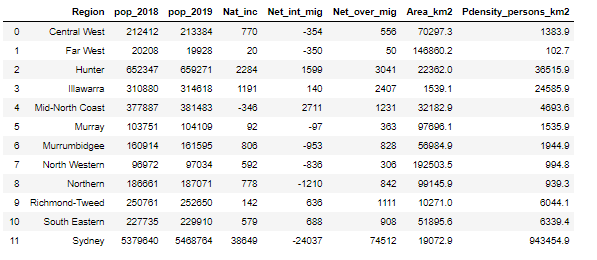 Region pop_2018 pop_2019 Nat_inc Net_int_mig Net_over_mig Area_km2 Pdensity_persons_km2
0 Central West 212412 213384 770 -354 556 70297.3 1383.9
1 Far West 20208 19928 20 -350 50 146860.2 102.7
2 Hunter 652347 659271 2284 1599 3041 22362.0 36515.9
3 Illawarra 310880 314618 1191 140 2407 1539.1 24585.9
4 Mid-North Coast 377887 381483 -346 2711 1231 32182.9 4693.6
5 Murray 103751 104109 92 -97 363 97696.1 1535.9
6 Murrumbidgee 160914 161595 806 -953 828 56984.9 1944.9
7 North Western 96972 97034 592 -836 306 192503.5 994.8
8 Northern 186661 187071 778 -1210 842 99145.9 939.3
9 Richmond-Tweed 250761 252650 142 636 1111 10271.0 6044.1
10 South Eastern 227735 229910 579 688 908 51895.6 6339.4
11 Sydney 5379640 5468764 38649 -24037 74512 19072.9 943454.9